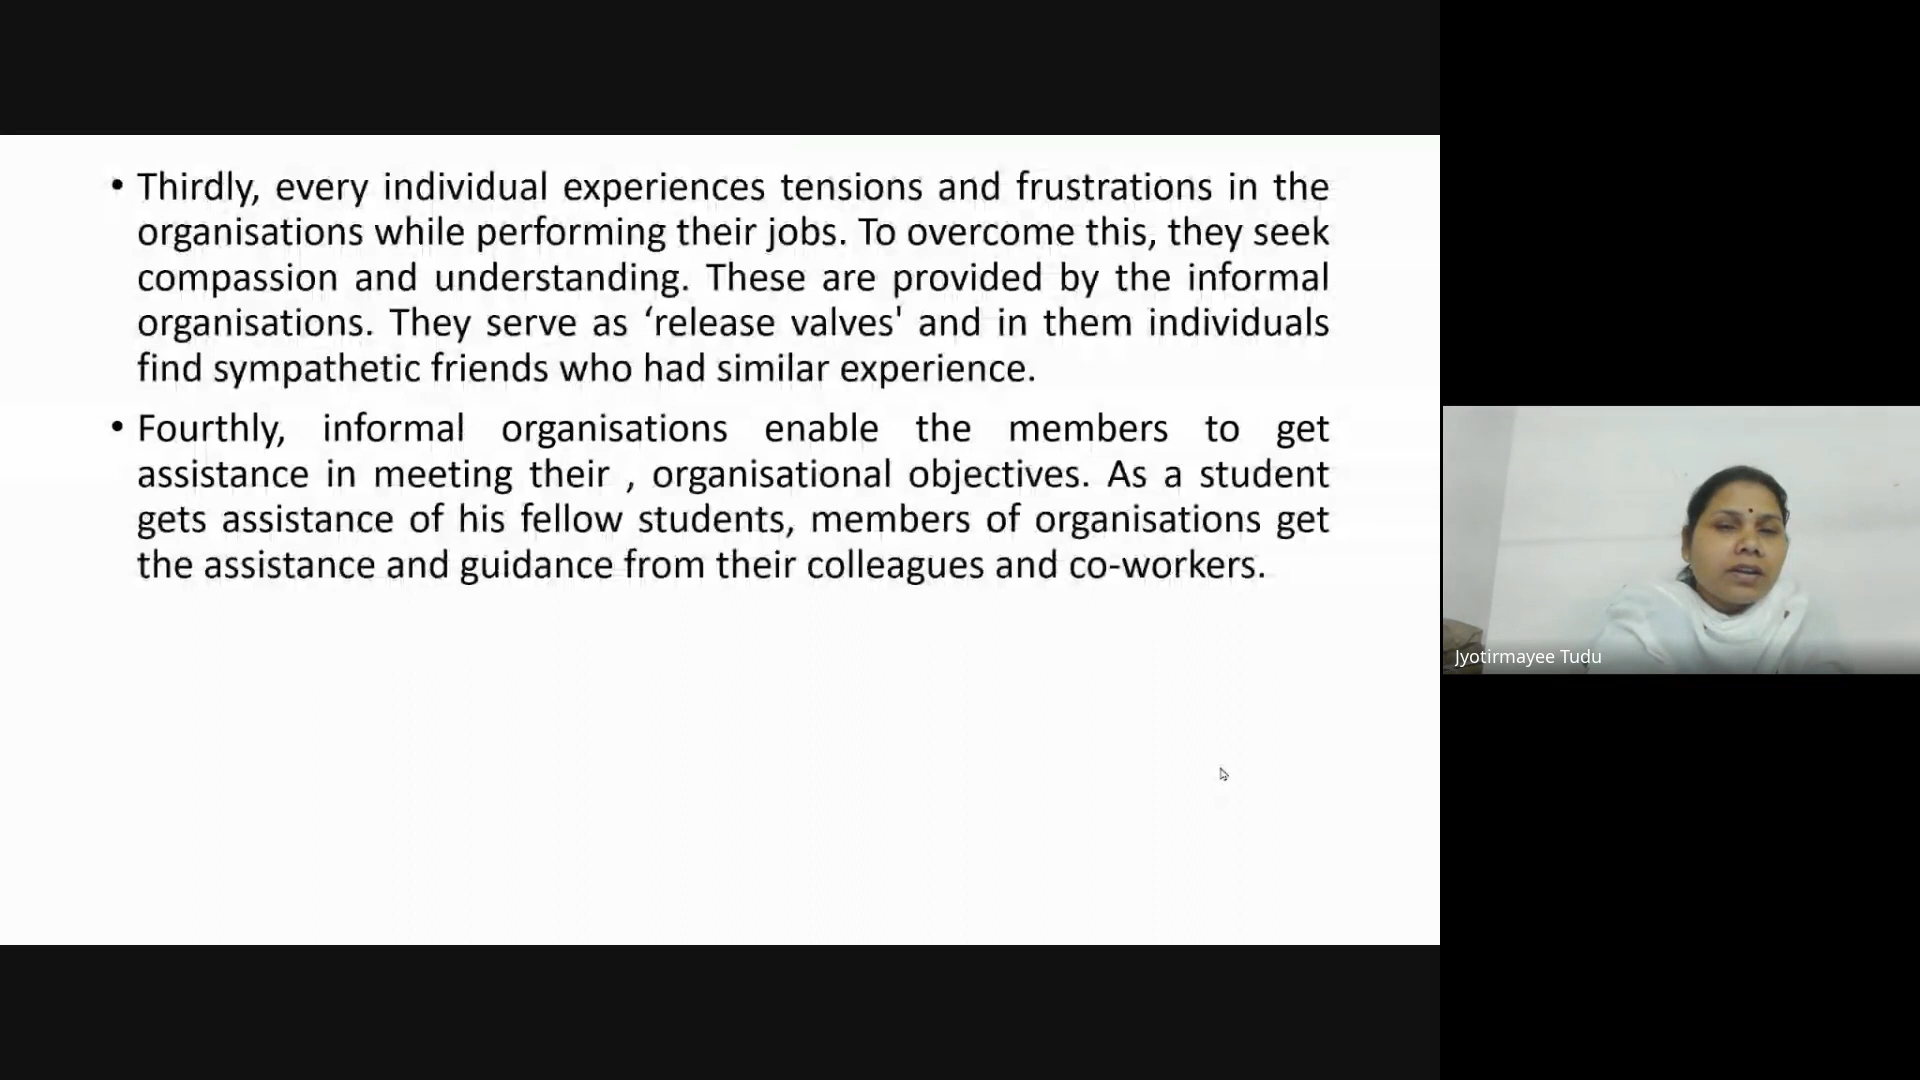 • Thirdly, every individual experiences tensions and frustrations in the
organisations while performing their jobs. To overcome this, they seek
compassion and understanding. These are provided by the informal
organisations. They serve as ‘release valves' and in them individuals
find sympathetic friends who had similar experience.
• Fourthly, informal organisations enable the members to get
assistance in meeting their , organisational objectives. As a student
gets assistance of his fellow students, members of organisations get
the assistance and guidance from their colleagues and co-workers.
Jyotirmayee Tudu